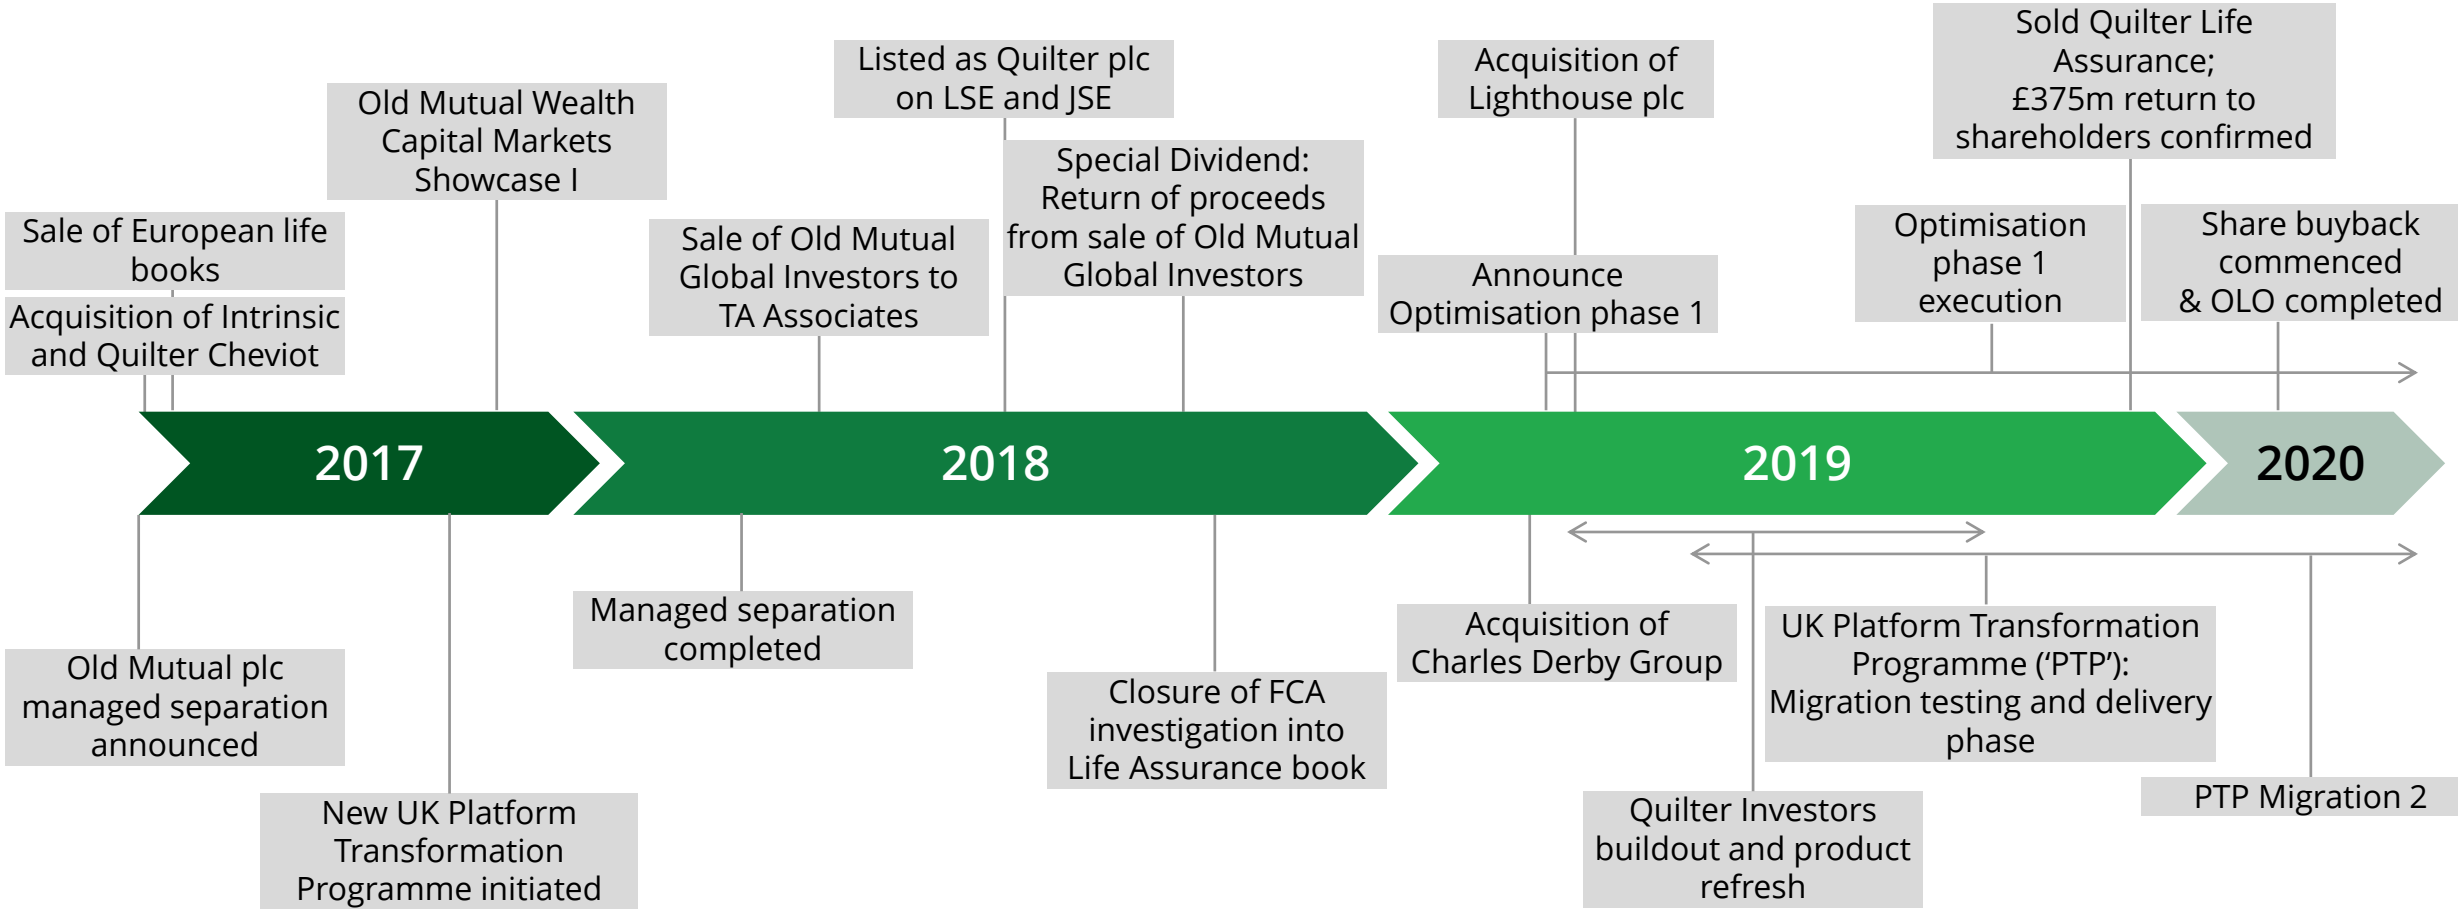 Sale of European life
books
Acquisition of Intrinsic
and Quilter Cheviot
Old Mutual Wealth
Capital Markets
Showcase I
Sale of Old Mutual
Global Investors to
TA Associates
Listed as Quilter plc
on LSE and JSE
Special Dividend:
Return of proceeds
from sale of Old Mutual
Global Investors
Acquisition of
Lighthouse plc
Announce
Optimisation phase 1
Optimisation
phase 1
execution
Sold Quilter Life
Assurance;
£375m return to
shareholders confirmed
Share buyback
commenced
& OLO completed
2017
2018
2019
2020
Old Mutual plc
managed separation
announced
New UK Platform
Transformation
Programme initiated
Managed separation
completed
Closure of FCA
investigation into
Life Assurance book
Acquisition of
Charles Derby Group
Quilter Investors
buildout and product
refresh
UK Platform Transformation
Programme (‘PTP’):
Migration testing and delivery
phase
PTP Migration 2